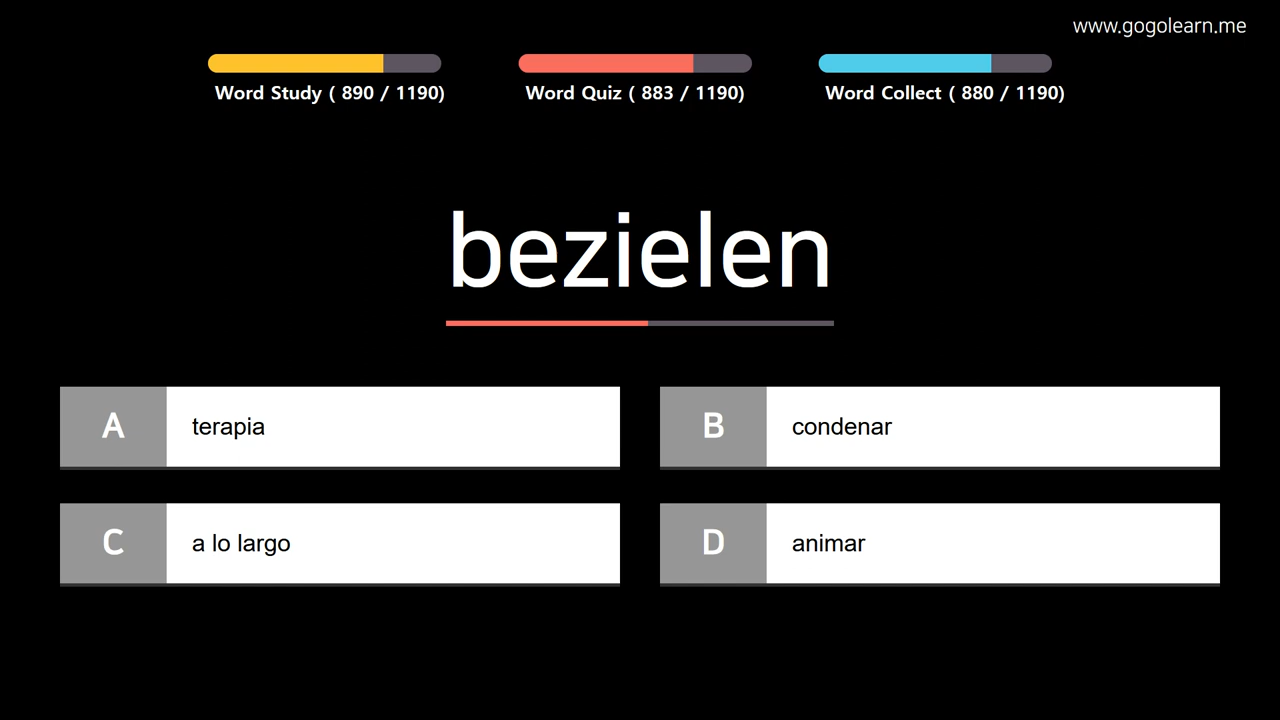 www.gogolearn.me
Word Study ( 890 / 1190)
Word Quiz ( 883 / 1190)
Word Collect ( 880 / 1190)
bezielen
A terapia
B condenar
C a lo largo
D animar